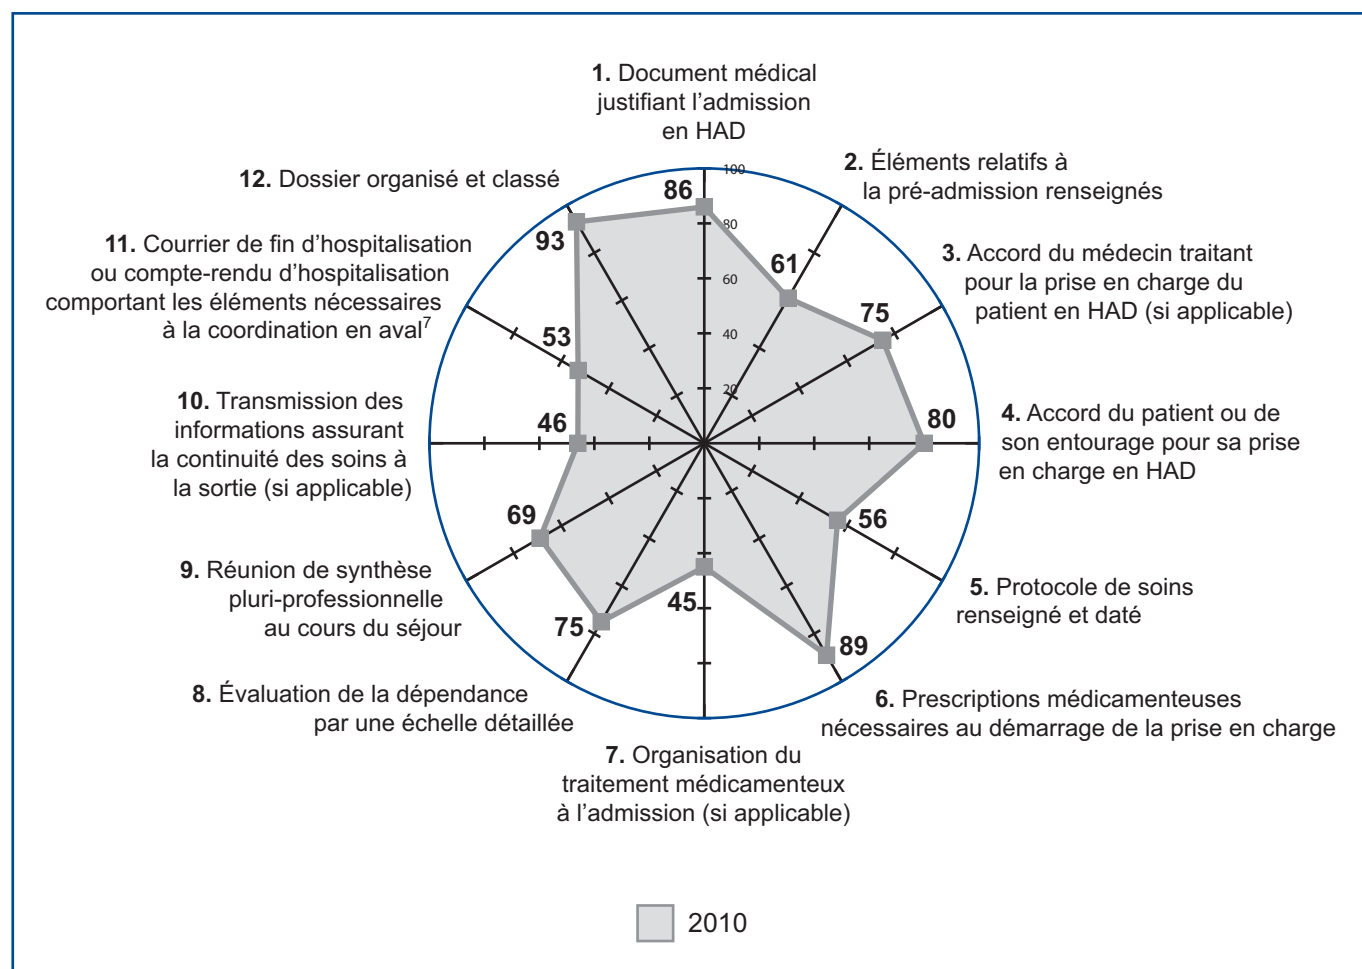 1. Document médical
justifiant l’admission
en HAD
2. Éléments relatifs à
la pré-admission renseignés
3. Accord du médecin traitant
pour la prise en charge du
patient en HAD (si applicable)
4. Accord du patient ou de
son entourage pour sa prise
en charge en HAD
5. Protocole de soins
renseigné et daté
6. Prescriptions médicamenteuses
nécessaires au démarrage de la prise en charge
7. Organisation du
traitement médicamenteux
à l’admission (si applicable)
8. Évaluation de la dépendance
par une échelle détaillée
9. Réunion de synthèse
pluri-professionnelle
au cours du séjour
10. Transmission des
informations assurant
la continuité des soins à
la sortie (si applicable)
11. Courrier de fin d’hospitalisation
ou compte-rendu d’hospitalisation
comportant les éléments nécessaires
à la coordination en aval7
12. Dossier organisé et classé
100
80
60
40
20
86
61
75
80
56
89
45
75
69
46
53
93
2010